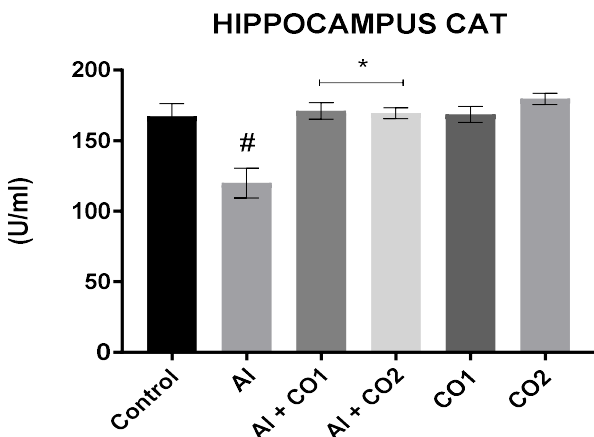 HIPPOCAMPUS CAT
*
200
#
150
(U/ml)
100
50
0
Control
Al
Al + CO1
Al + CO2
CO1
CO2